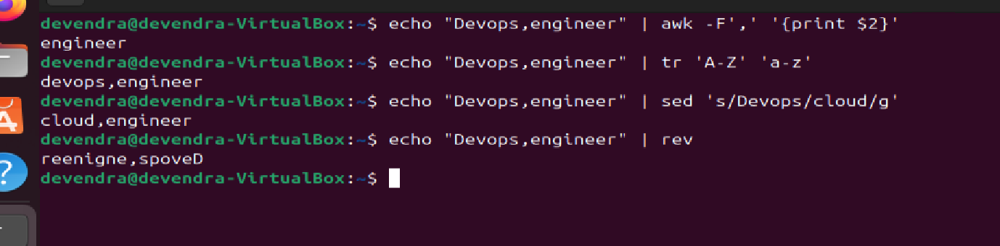 devendra@devendra-VirtualBox:~$ echo "Devops,engineer" | awk -F',' '{print $2}'
engineer
devendra@devendra-VirtualBox:~$ echo "Devops,engineer" | tr 'A-Z' 'a-z'
devops,engineer
devendra@devendra-VirtualBox:~$ echo "Devops,engineer" | sed 's/Devops/cloud/g'
cloud,engineer
devendra@devendra-VirtualBox:~$ echo "Devops,engineer" | rev
reenigne,spoveD
devendra@devendra-VirtualBox:~$